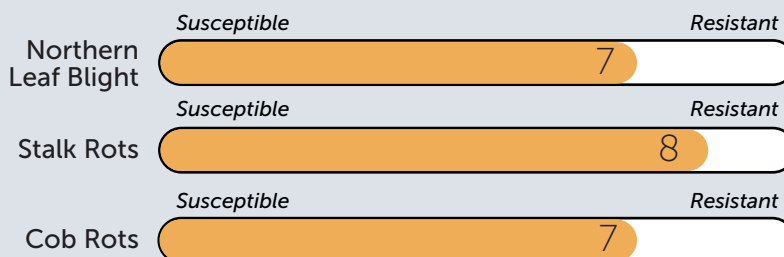 Susceptible Resistant
Northern
Leaf Blight
7
Susceptible Resistant
Stalk Rots
8
Susceptible Resistant
Cob Rots
7